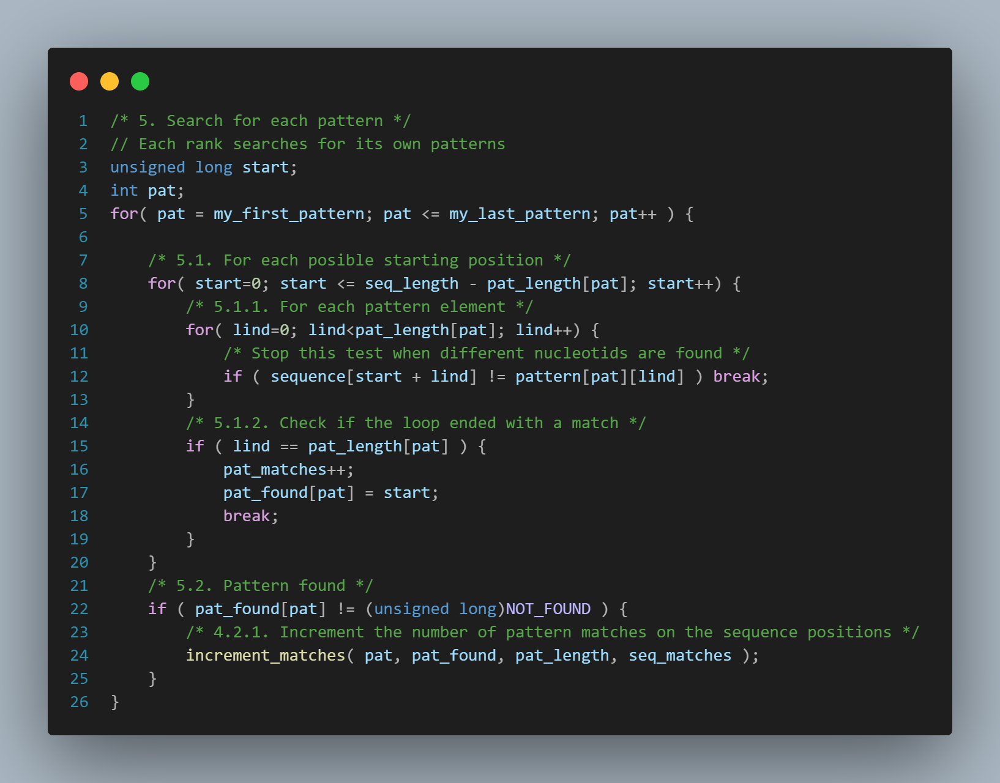 1 /* 5. Search for each pattern */
2 // Each rank searches for its own patterns
3 unsigned long start;
4 int pat;
5 for( pat = my_first_pattern; pat <= my_last_pattern; pat++ ) {
6
7     /* 5.1. For each posible starting position */
8     for( start=0; start <= seq_length - pat_length[pat]; start++) {
9         /* 5.1.1. For each pattern element */
10         for( lind=0; lind<pat_length[pat]; lind++) {
11             /* Stop this test when different nucleotids are found */
12             if ( sequence[start + lind] != pattern[pat][lind] ) break;
13         }
14         /* 5.1.2. Check if the loop ended with a match */
15         if ( lind == pat_length[pat] ) {
16             pat_matches++;
17             pat_found[pat] = start;
18             break;
19         }
20     }
21     /* 5.2. Pattern found */
22     if ( pat_found[pat] != (unsigned long)NOT_FOUND ) {
23         /* 4.2.1. Increment the number of pattern matches on the sequence positions */
24         increment_matches( pat, pat_found, pat_length, seq_matches );
25     }
26 }